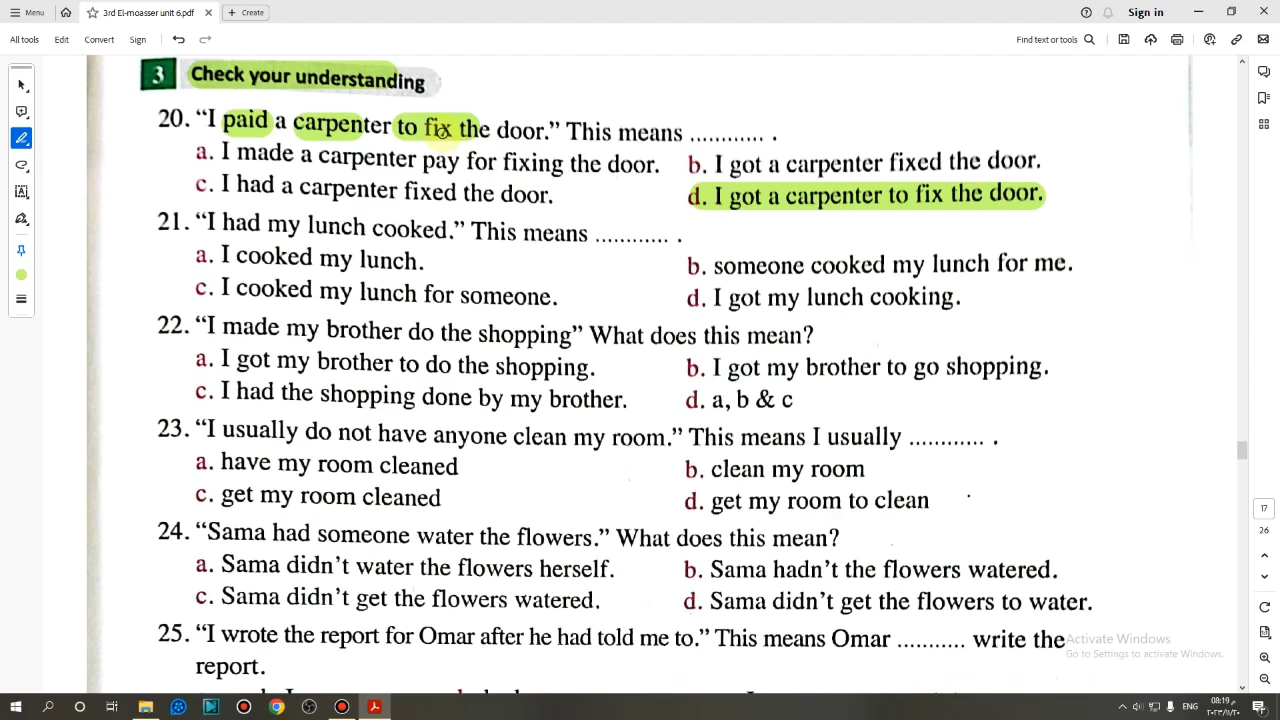 Menu
3rd El-moasser unit 6.pdf
Create
Sign in
All tools
Edit
Convert
Sign
Find text or tools
3 Check your understanding
20. “I paid a carpenter to fix the door.” This means ............ .
a. I made a carpenter pay for fixing the door. b. I got a carpenter fixed the door.
c. I had a carpenter fixed the door. d. I got a carpenter to fix the door.
21. “I had my lunch cooked.” This means ............ .
a. I cooked my lunch. b. someone cooked my lunch for me.
c. I cooked my lunch for someone. d. I got my lunch cooking.
22. “I made my brother do the shopping” What does this mean?
a. I got my brother to do the shopping. b. I got my brother to go shopping.
c. I had the shopping done by my brother. d. a, b & c
23. “I usually do not have anyone clean my room.” This means I usually ............ .
a. have my room cleaned b. clean my room
c. get my room cleaned d. get my room to clean
24. “Sama had someone water the flowers.” What does this mean?
a. Sama didn’t water the flowers herself. b. Sama hadn’t the flowers watered.
c. Sama didn’t get the flowers watered. d. Sama didn’t get the flowers to water.
25. “I wrote the report for Omar after he had told me to.” This means Omar ........... write the
report.
17
26
Activate Windows
Go to Settings to activate Windows.
ENG
08:19 م